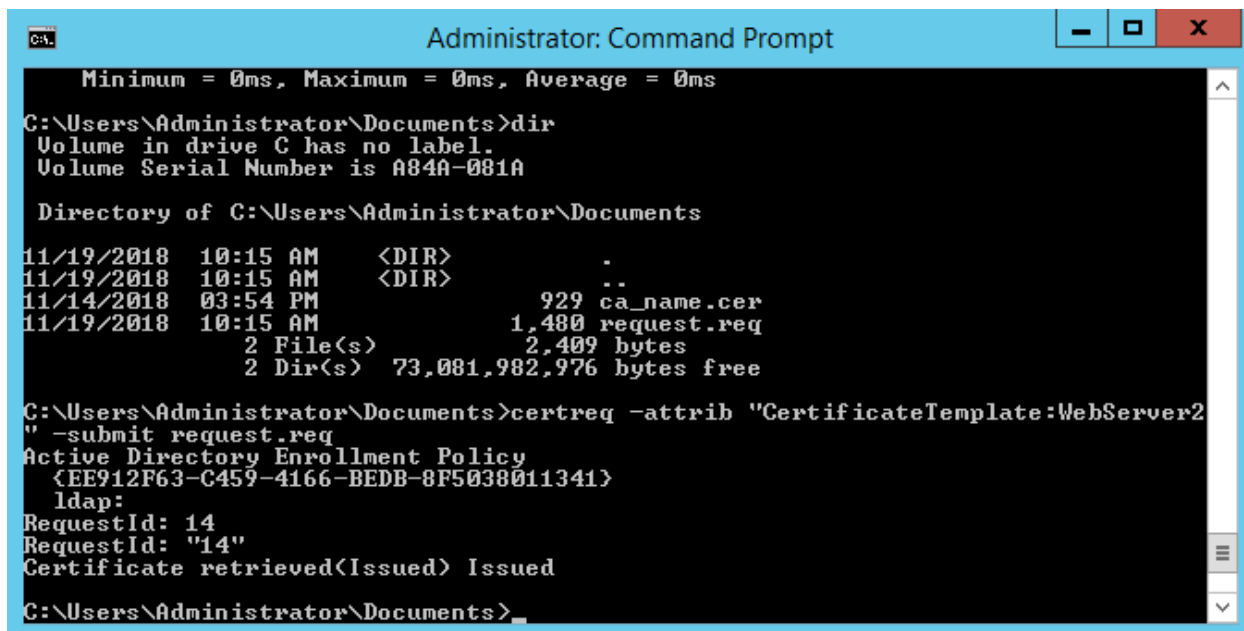 Administrator: Command Prompt
Minimum = 0ms, Maximum = 0ms, Average = 0ms
C:\Users\Administrator\Documents>dir
Volume in drive C has no label.
Volume Serial Number is A84A-081A
Directory of C:\Users\Administrator\Documents
11/19/2018  10:15 AM    <DIR>          .
11/19/2018  10:15 AM    <DIR>          ..
11/14/2018  03:54 PM               929 ca_name.cer
11/19/2018  10:15 AM             1,480 request.req
2 File(s)          2,409 bytes
2 Dir(s)  73,081,982,976 bytes free
C:\Users\Administrator\Documents>certreq -attrib "CertificateTemplate:WebServer2
" -submit request.req
Active Directory Enrollment Policy
{EE912F63-C459-4166-BEDB-8F5038011341}
ldap:
RequestId: 14
RequestId: "14"
Certificate retrieved(Issued) Issued
C:\Users\Administrator\Documents>_